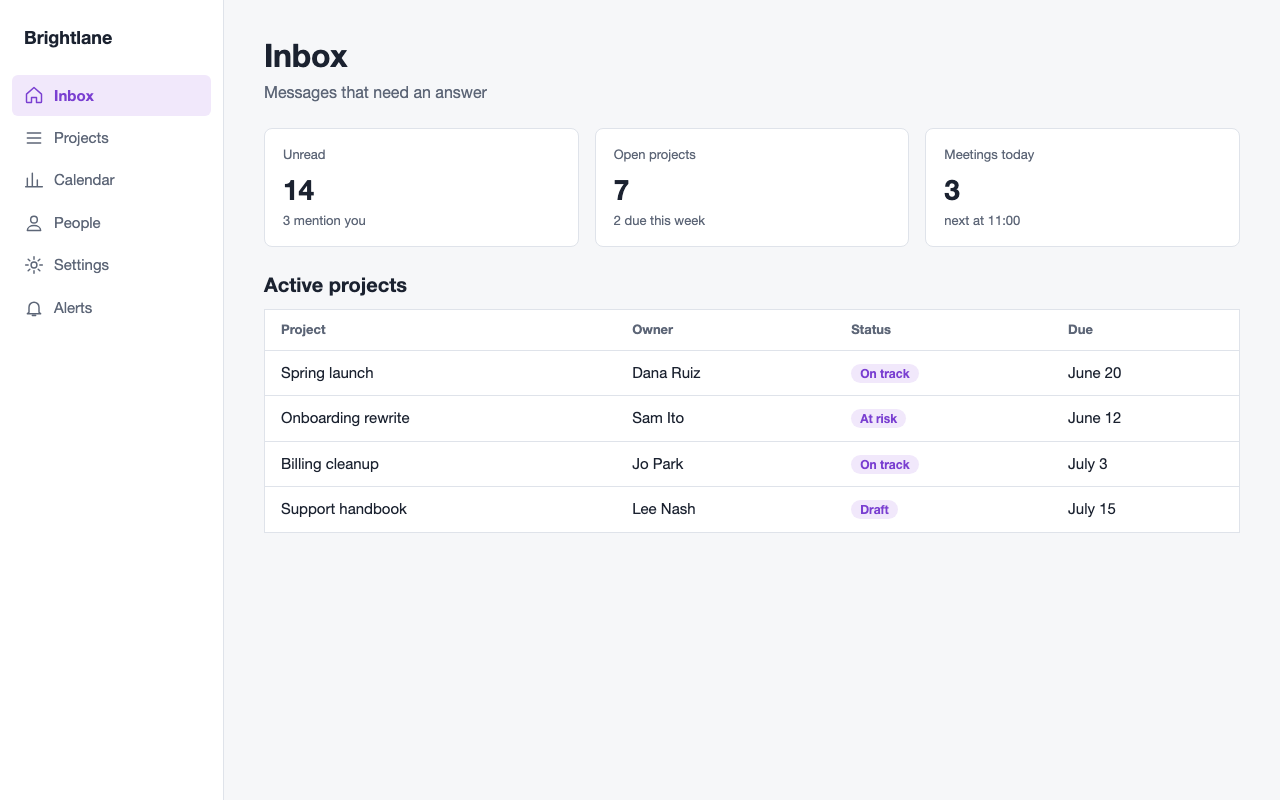 Brightlane
Inbox
Projects
Calendar
People
Settings
Alerts
Inbox
Messages that need an answer
Unread
14
3 mention you
Open projects
7
2 due this week
Meetings today
3
next at 11:00
Active projects
Project Owner Status Due
Spring launch Dana Ruiz On track June 20
Onboarding rewrite Sam Ito At risk June 12
Billing cleanup Jo Park On track July 3
Support handbook Lee Nash Draft July 15